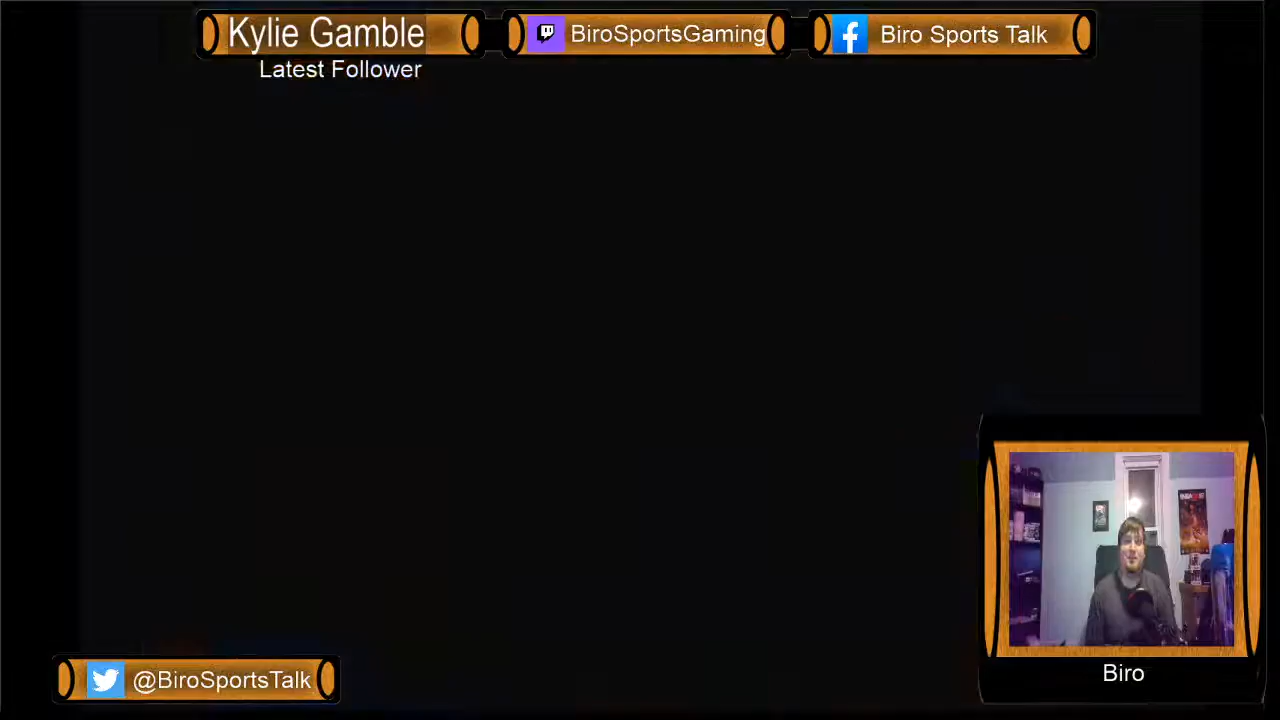 Kylie Gamble
Latest Follower
BiroSportsGaming
Biro Sports Talk
@BiroSportsTalk
Biro